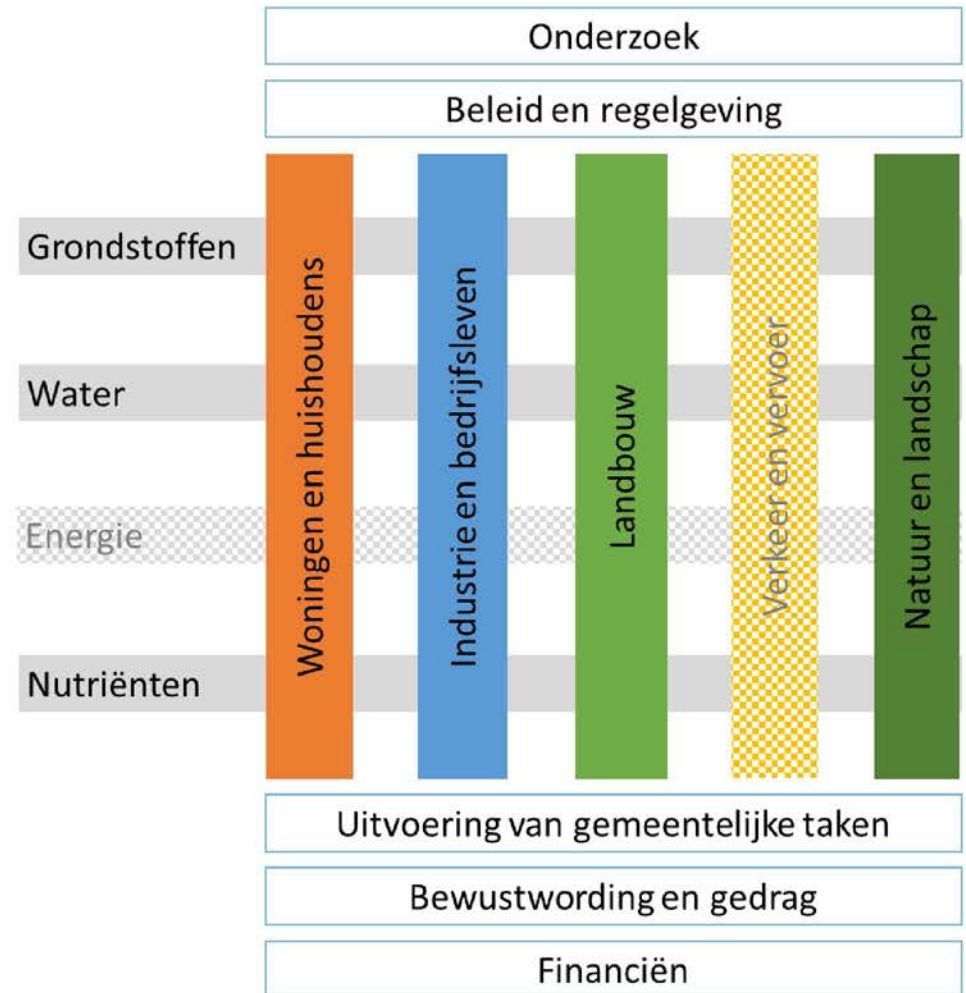 Onderzoek
Beleid en regelgeving
Grondstoffen
Water
Energie
Nutriënten
Woningen en huishoudens
Industrie en bedrijfsleven
Landbouw
Verkeer en vervoer
Natuur en landschap
Uitvoering van gemeentelijke taken
Bewustwording en gedrag
Financiën